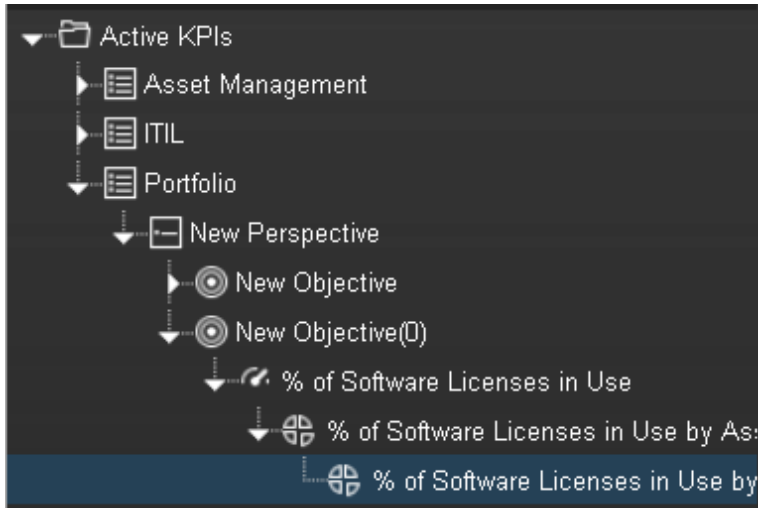 Active KPIs
Asset Management
ITIL
Portfolio
New Perspective
New Objective
New Objective(0)
% of Software Licenses in Use
% of Software Licenses in Use by
% of Software Licenses in Use by